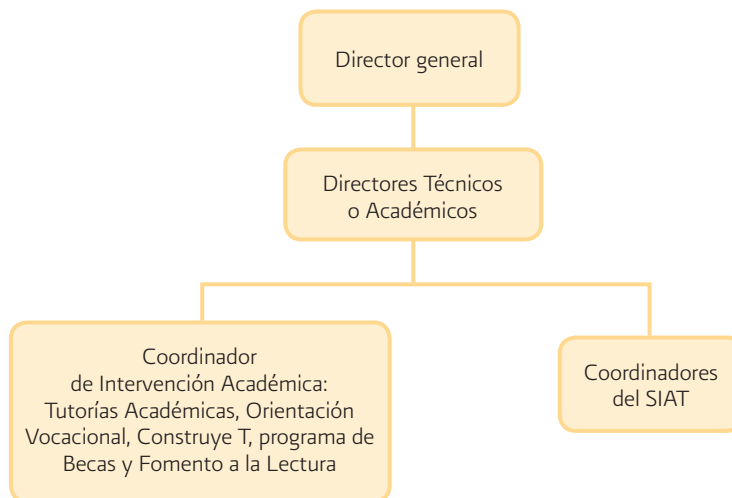 Director general
Directores Técnicos
o Académicos
Coordinador
de Intervención Académica:
Tutorías Académicas, Orientación
Vocacional, Construye T, programa de
Becas y Fomento a la Lectura
Coordinadores
del SIAT